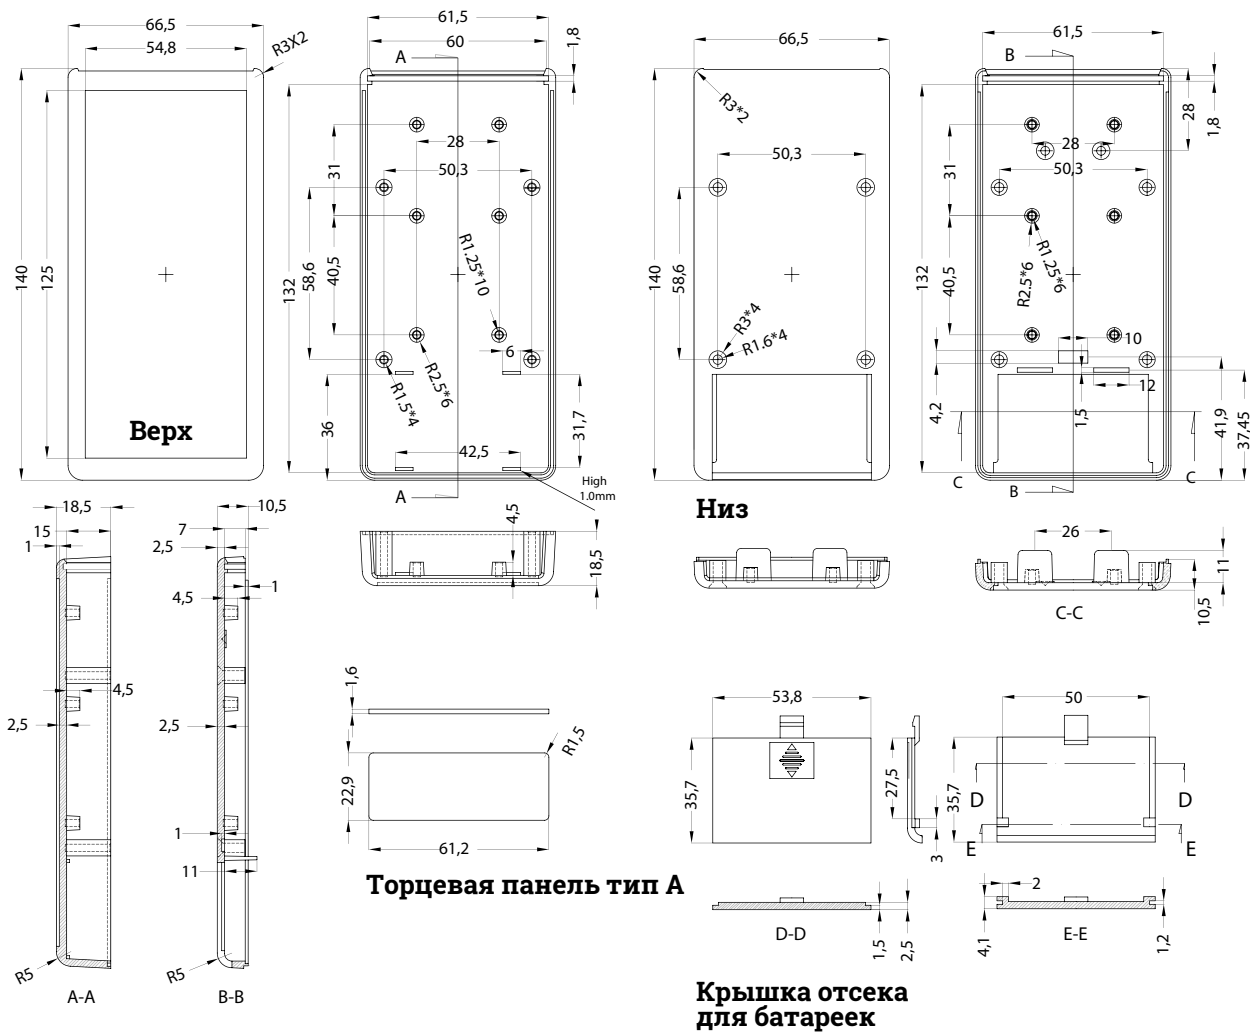 66,5
54,8
R3X2
140
125
Верх
61,5
60
A
1,8
28
31
50,3
132
58,6
40,5
R1.25*10
6
R2.5*6
R1.5*4
36
31,7
42,5
A
High
1.0mm
66,5
R3*2
50,3
140
58,6
R3*4
R1.6*4
Низ
61,5
B
28
1,8
28
31
50,3
132
40,5
R2.5*6
R1.25*6
10
4,2
1,5
12
41,9
37,45
C
B
C
18,5
15
1
4,5
2,5
R5
A-A
10,5
7
2,5
1
4,5
2,5
1
11
R5
B-B
4,5
18,5
1,6
R1,5
22,9
61,2
Торцевая панель тип А
26
11
10,5
C-C
53,8
35,7
27,5
3
50
35,7
D
D
E
E
D-D
1,5
2,5
2
4,1
E-E
1,2
Крышка отсека
для батареек